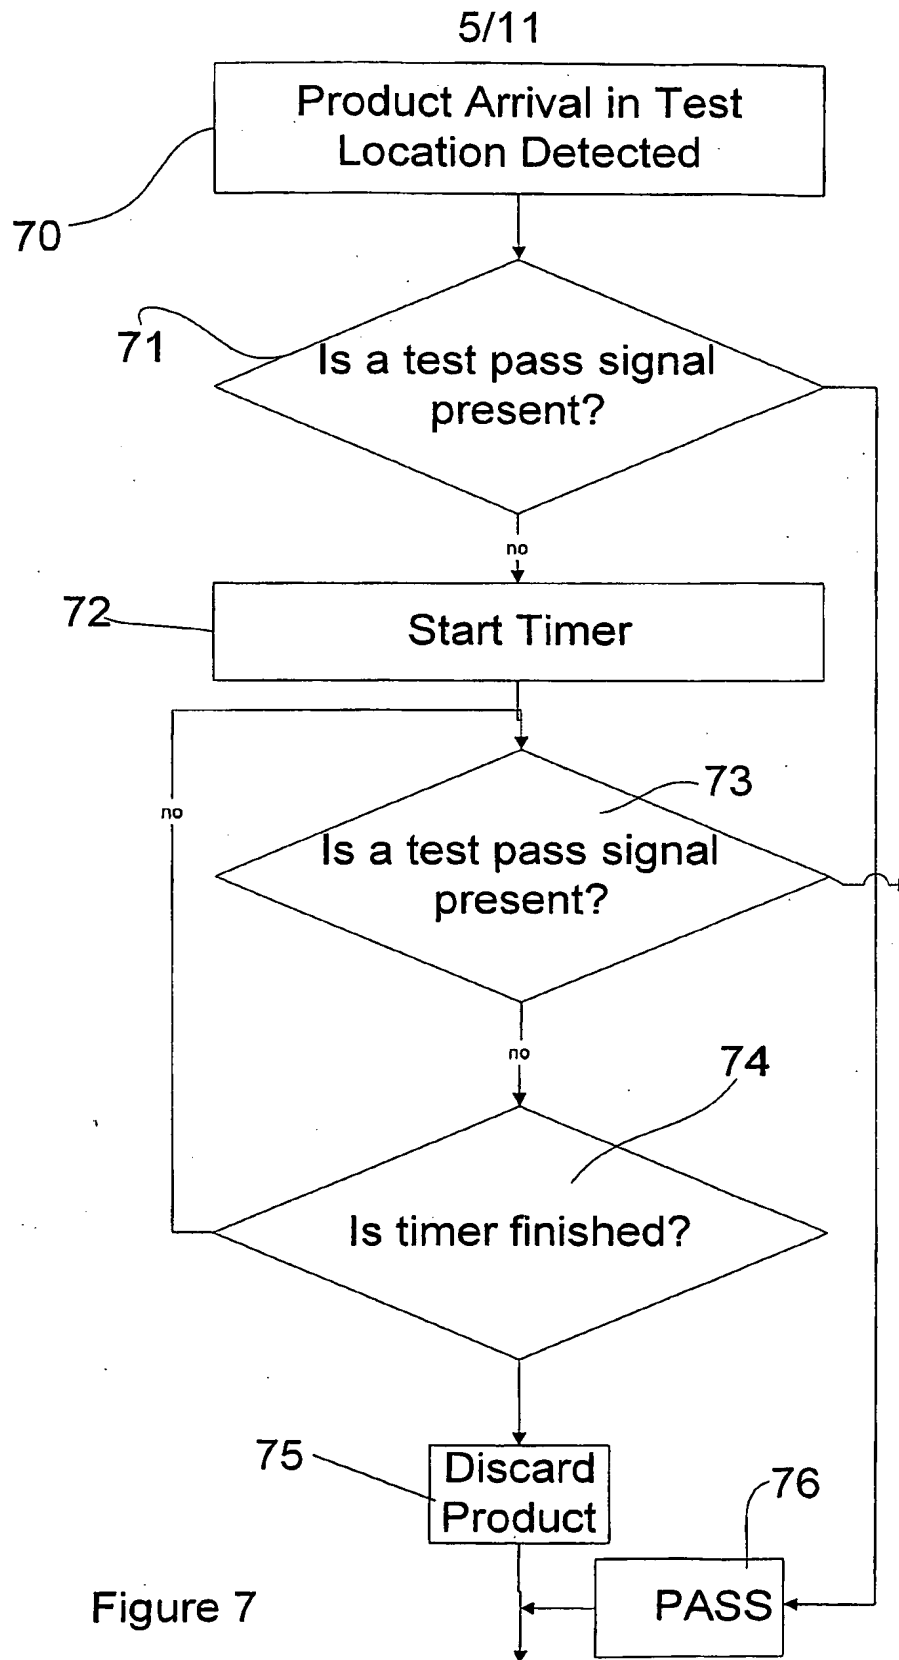 5/11
Product Arrival in Test
Location Detected
70
71
Is a test pass signal
present?
no
72
Start Timer
no
73
Is a test pass signal
present?
no
74
Is timer finished?
75
Discard
Product
76
PASS
Figure 7